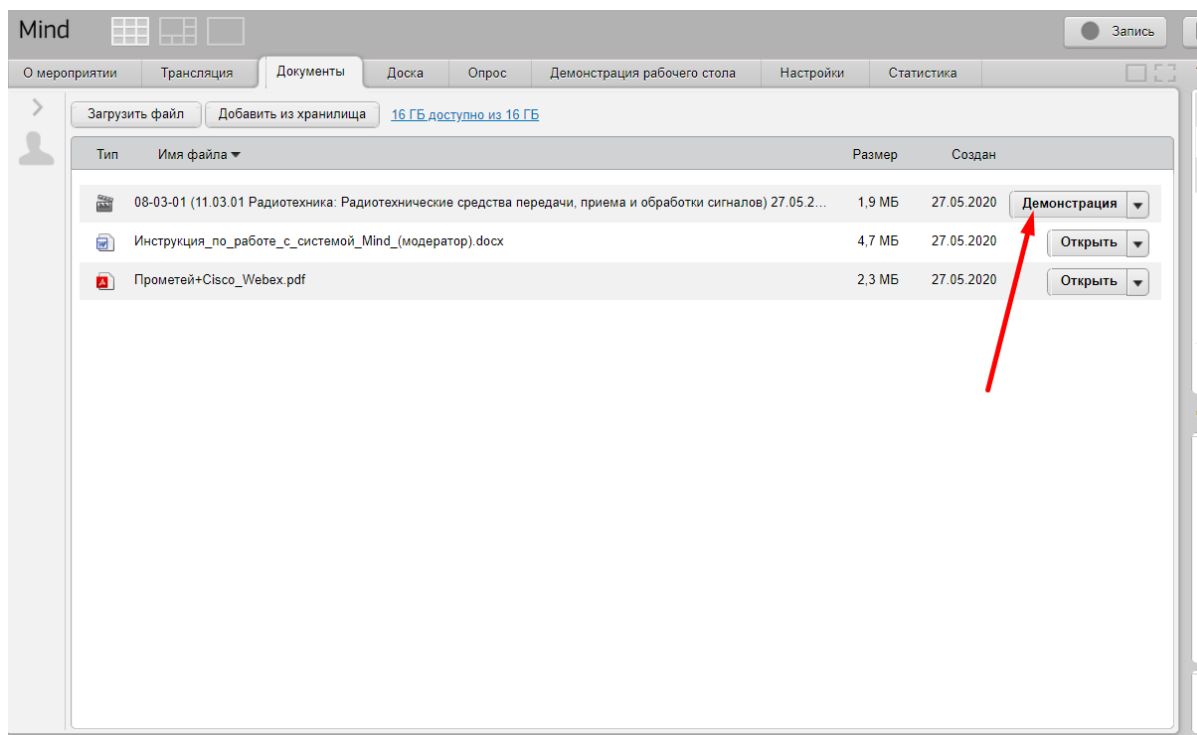 Mind
Запись
О мероприятии Трансляция Документы Доска Опрос Демонстрация рабочего стола Настройки Статистика
Загрузить файл Добавить из хранилища 16 ГБ доступно из 16 ГБ
Тип Имя файла Размер Создан
08-03-01 (11.03.01 Радиотехника: Радиотехнические средства передачи, приема и обработки сигналов) 27.05.2... 1,9 МБ 27.05.2020 Демонстрация
Инструкция_по_работе_с_системой_Mind_(модератор).docx 4,7 МБ 27.05.2020 Открыть
Прометей+Cisco_Webex.pdf 2,3 МБ 27.05.2020 Открыть